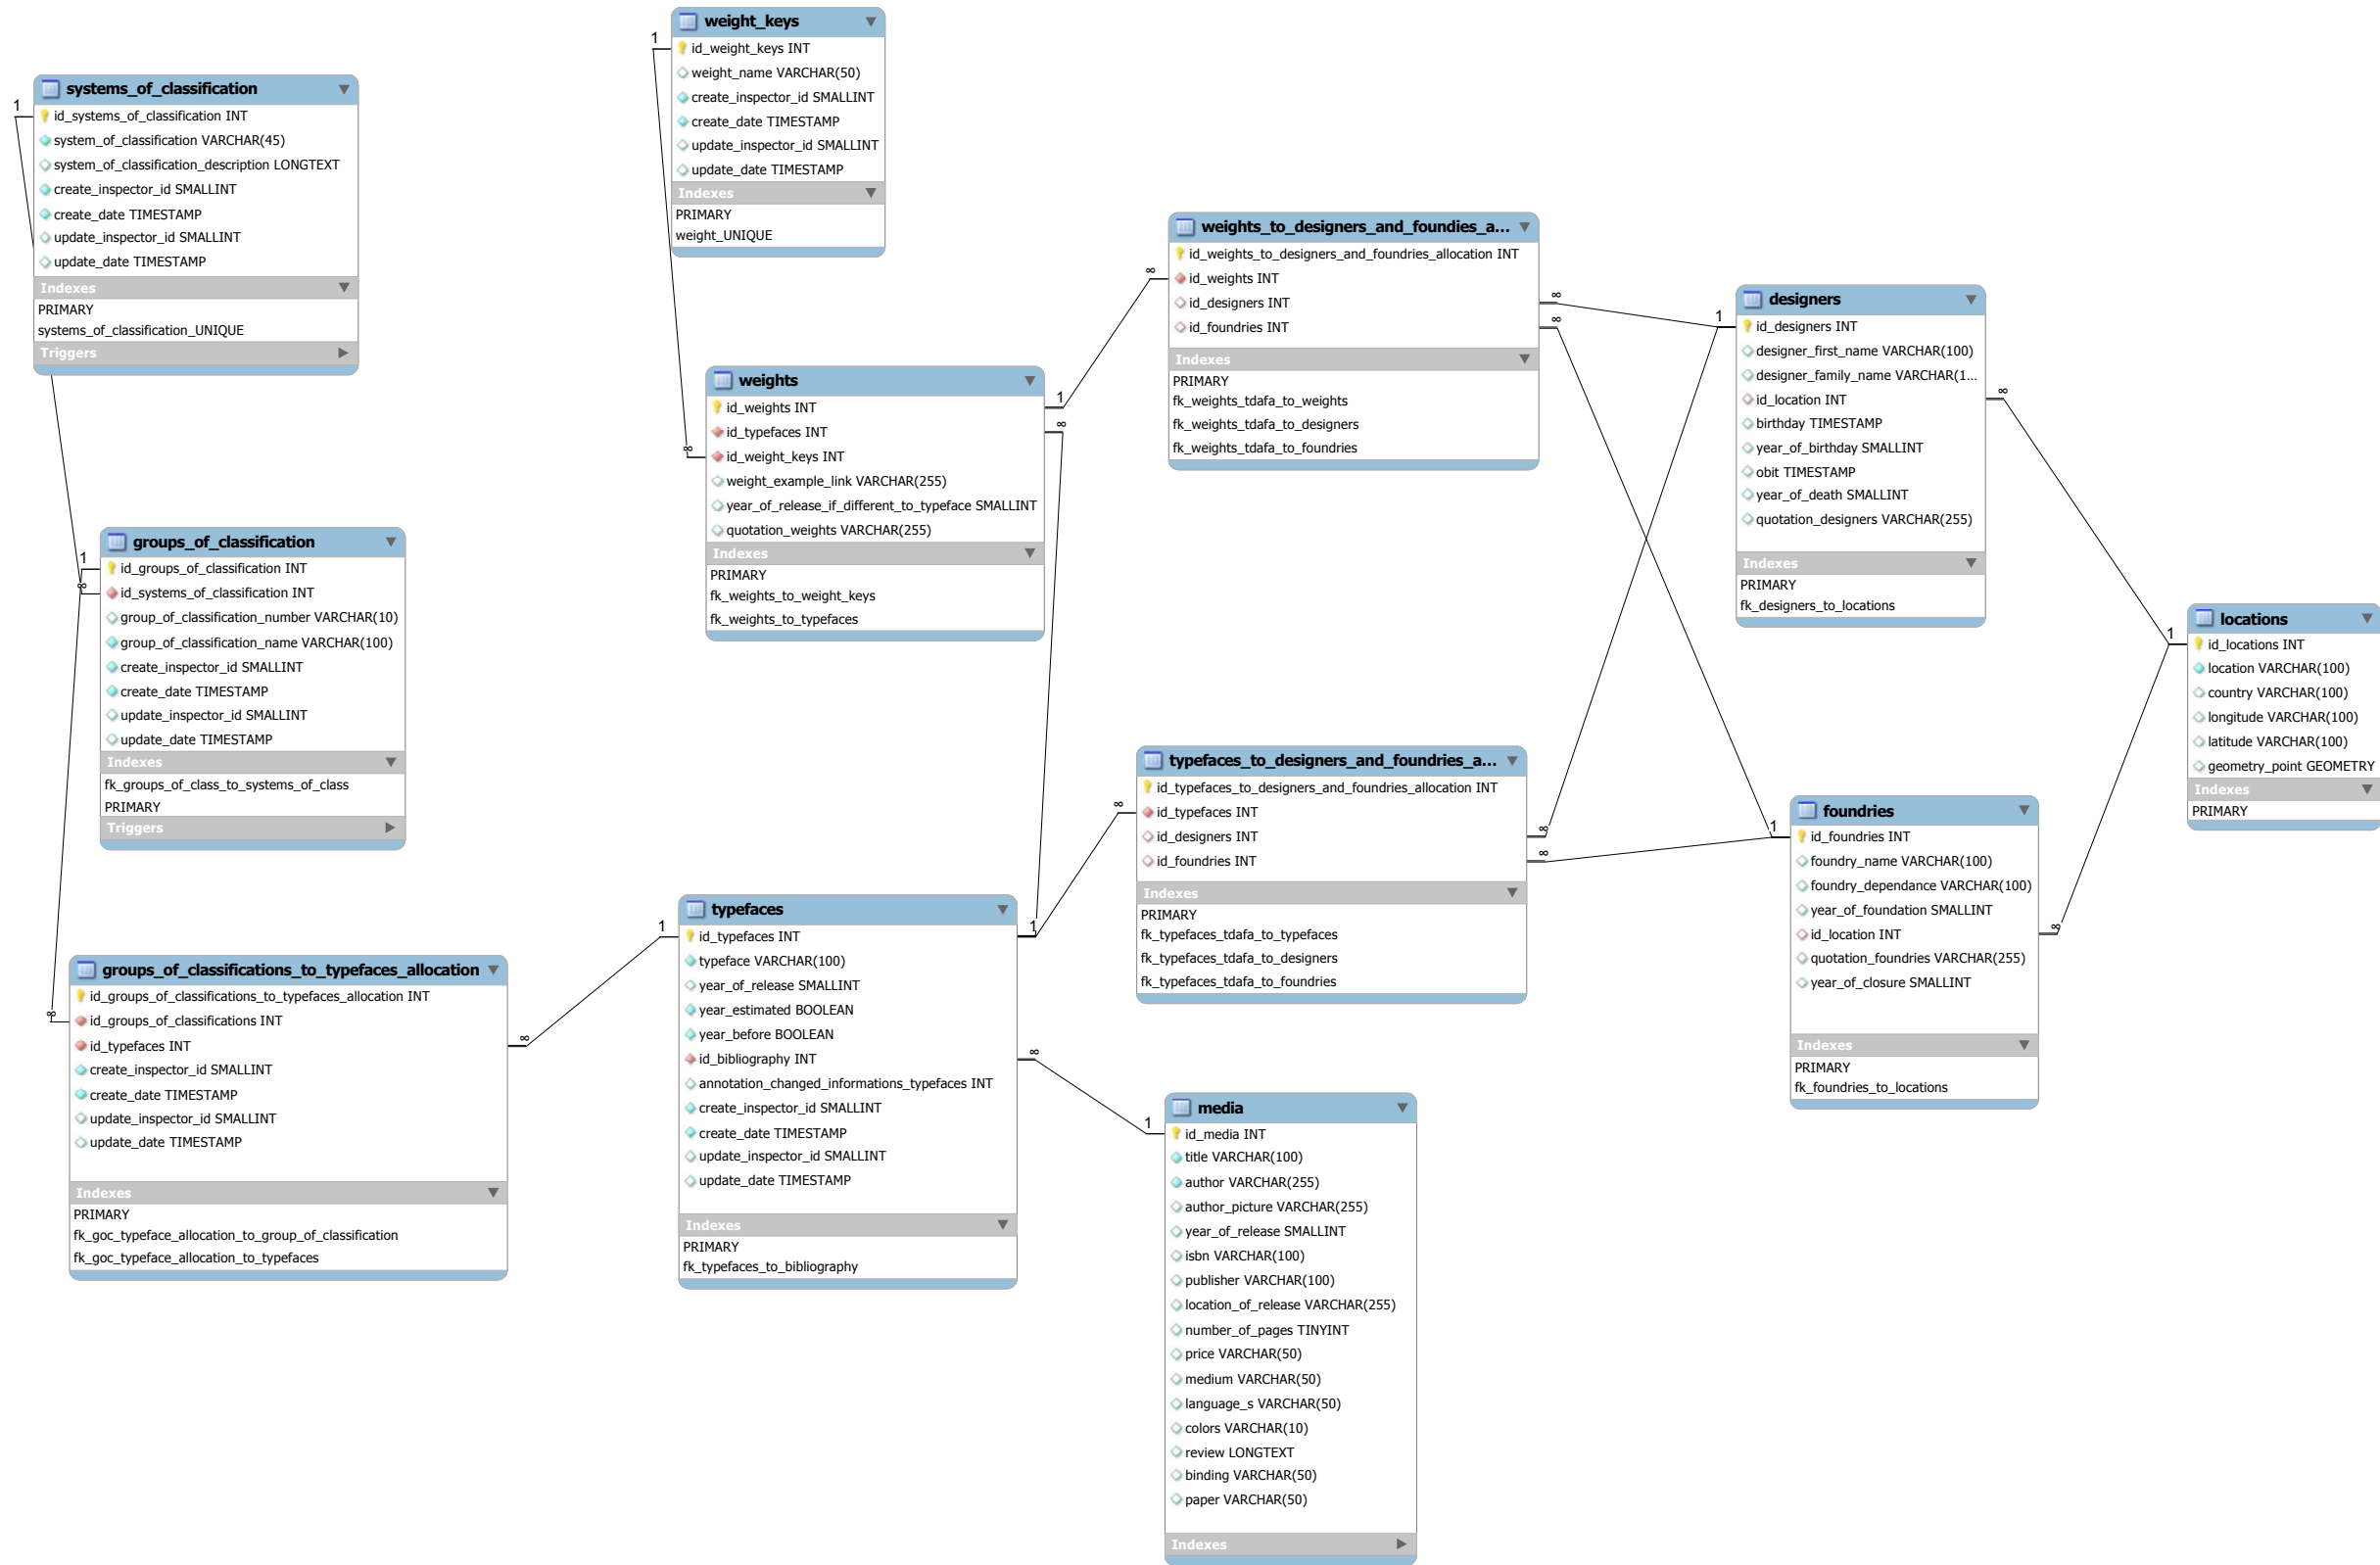 weight_keys
id_weight_keys INT
weight_name VARCHAR(50)
create_inspector_id SMALLINT
create_date TIMESTAMP
update_inspector_id SMALLINT
update_date TIMESTAMP
Indexes
PRIMARY
weight_UNIQUE
1
∞
systems_of_classification
id_systems_of_classification INT
system_of_classification VARCHAR(45)
system_of_classification_description LONGTEXT
create_inspector_id SMALLINT
create_date TIMESTAMP
update_inspector_id SMALLINT
update_date TIMESTAMP
Indexes
PRIMARY
systems_of_classification_UNIQUE
Triggers
1
∞
weights_to_designers_and_foundies_a...
id_weights_to_designers_and_foundries_allocation INT
id_weights INT
id_designers INT
id_foundries INT
Indexes
PRIMARY
fk_weights_tdafa_to_weights
fk_weights_tdafa_to_designers
fk_weights_tdafa_to_foundries
∞
∞
∞
designers
id_designers INT
designer_first_name VARCHAR(100)
designer_family_name VARCHAR(1...
id_location INT
birthday TIMESTAMP
year_of_birthday SMALLINT
obit TIMESTAMP
year_of_death SMALLINT
quotation_designers VARCHAR(255)
Indexes
PRIMARY
fk_designers_to_locations
1
∞
weights
id_weights INT
id_typefaces INT
id_weight_keys INT
weight_example_link VARCHAR(255)
year_of_release_if_different_to_typeface SMALLINT
quotation_weights VARCHAR(255)
Indexes
PRIMARY
fk_weights_to_weight_keys
fk_weights_to_typefaces
1
∞
groups_of_classification
id_groups_of_classification INT
id_systems_of_classification INT
group_of_classification_number VARCHAR(10)
group_of_classification_name VARCHAR(100)
create_inspector_id SMALLINT
create_date TIMESTAMP
update_inspector_id SMALLINT
update_date TIMESTAMP
Indexes
fk_groups_of_class_to_systems_of_class
PRIMARY
Triggers
1
locations
id_locations INT
location VARCHAR(100)
country VARCHAR(100)
longitude VARCHAR(100)
latitude VARCHAR(100)
geometry_point GEOMETRY
Indexes
PRIMARY
1
typefaces_to_designers_and_foundries_a...
id_typefaces_to_designers_and_foundries_allocation INT
id_typefaces INT
id_designers INT
id_foundries INT
Indexes
PRIMARY
fk_typefaces_tdafa_to_typefaces
fk_typefaces_tdafa_to_designers
fk_typefaces_tdafa_to_foundries
∞
∞
∞
foundries
id_foundries INT
foundry_name VARCHAR(100)
foundry_dependance VARCHAR(100)
year_of_foundation SMALLINT
id_location INT
quotation_foundries VARCHAR(255)
year_of_closure SMALLINT
Indexes
PRIMARY
fk_foundries_to_locations
1
∞
typefaces
id_typefaces INT
typeface VARCHAR(100)
year_of_release SMALLINT
year_estimated BOOLEAN
year_before BOOLEAN
id_bibliography INT
annotation_changed_informations_typefaces INT
create_inspector_id SMALLINT
create_date TIMESTAMP
update_inspector_id SMALLINT
update_date TIMESTAMP
Indexes
PRIMARY
fk_typefaces_to_bibliography
1
1
∞
groups_of_classifications_to_typefaces_allocation
id_groups_of_classifications_to_typefaces_allocation INT
id_groups_of_classifications INT
id_typefaces INT
create_inspector_id SMALLINT
create_date TIMESTAMP
update_inspector_id SMALLINT
update_date TIMESTAMP
Indexes
PRIMARY
fk_goc_typeface_allocation_to_group_of_classification
fk_goc_typeface_allocation_to_typefaces
∞
∞
media
id_media INT
title VARCHAR(100)
author VARCHAR(255)
author_picture VARCHAR(255)
year_of_release SMALLINT
isbn VARCHAR(100)
publisher VARCHAR(100)
location_of_release VARCHAR(255)
number_of_pages TINYINT
price VARCHAR(50)
medium VARCHAR(50)
language_s VARCHAR(50)
colors VARCHAR(10)
review LONGTEXT
binding VARCHAR(50)
paper VARCHAR(50)
Indexes
1